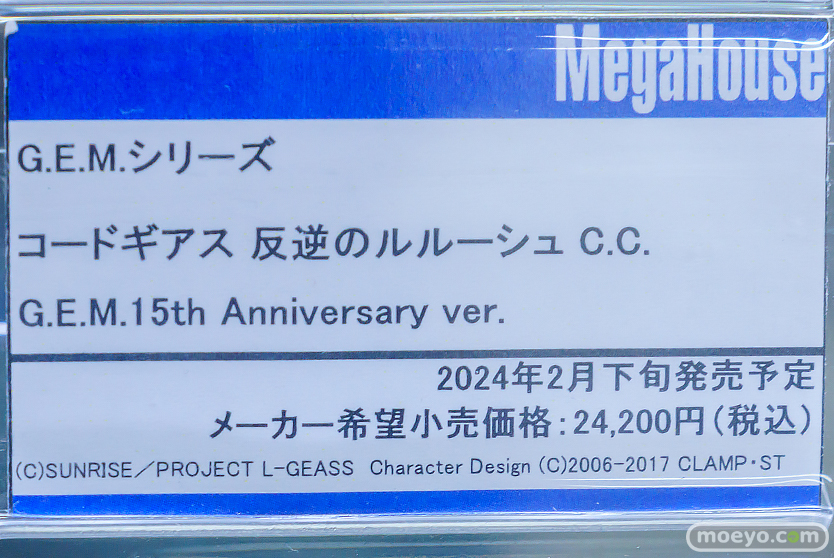 MegaHouse
G.E.M.シリーズ
コードギアス 反逆のルルーシュ C.C.
G.E.M.15th Anniversary ver.
2024年2月下旬発売予定
メーカー希望小売価格:24,200円(税込)
(C)SUNRISE／PROJECT L-GEASS Character Design (C)2006-2017 CLAMP・ST
moeyo.com